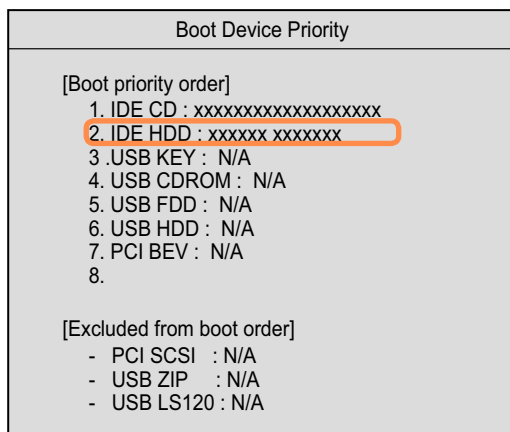 Boot Device Priority
[Boot priority order]
1. IDE CD : xxxxxxxxxxxxxxxxxxx
2. IDE HDD : xxxxxx xxxxxxx
3 .USB KEY : N/A
4. USB CDROM : N/A
5. USB FDD : N/A
6. USB HDD : N/A
7. PCI BEV : N/A
8.
[Excluded from boot order]
- PCI SCSI : N/A
- USB ZIP : N/A
- USB LS120 : N/A